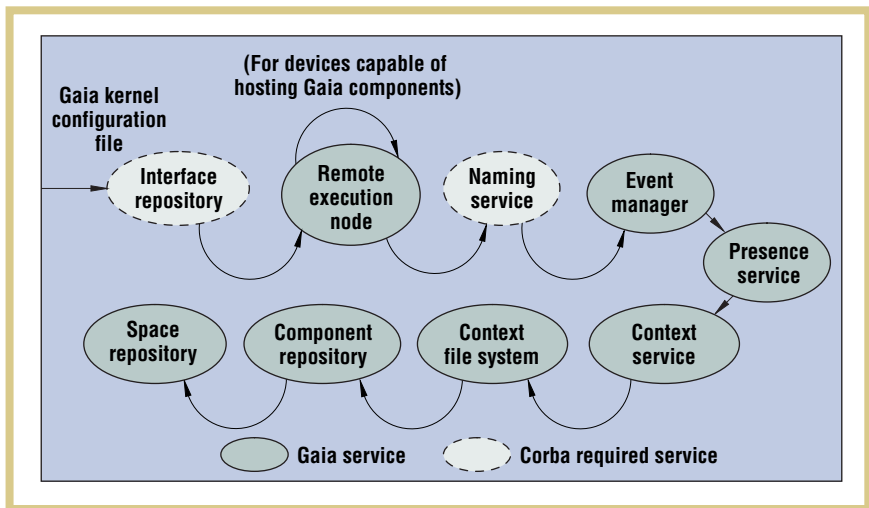 (For devices capable of
hosting Gaia components)
Gaia kernel
configuration
file
Interface
repository
Remote
execution
node
Naming
service
Event
manager
Presence
service
Space
repository
Component
repository
Context
file system
Context
service
Gaia service
Corba required service